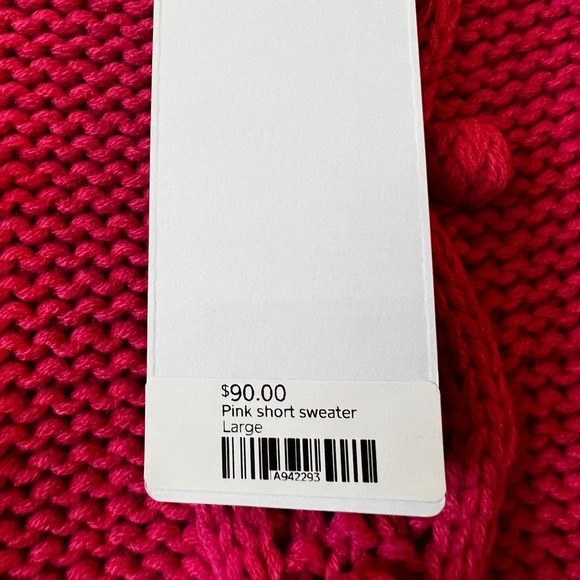 $90.00
Pink short sweater
Large
A942293